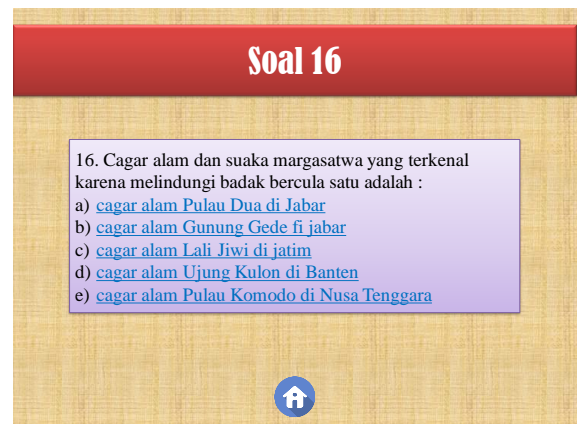 Soal 16
16. Cagar alam dan suaka margasatwa yang terkenal
karena melindungi badak bercula satu adalah :
a) cagar alam Pulau Dua di Jabar
b) cagar alam Gunung Gede fi jabar
c) cagar alam Lali Jiwi di jatim
d) cagar alam Ujung Kulon di Banten
e) cagar alam Pulau Komodo di Nusa Tenggara